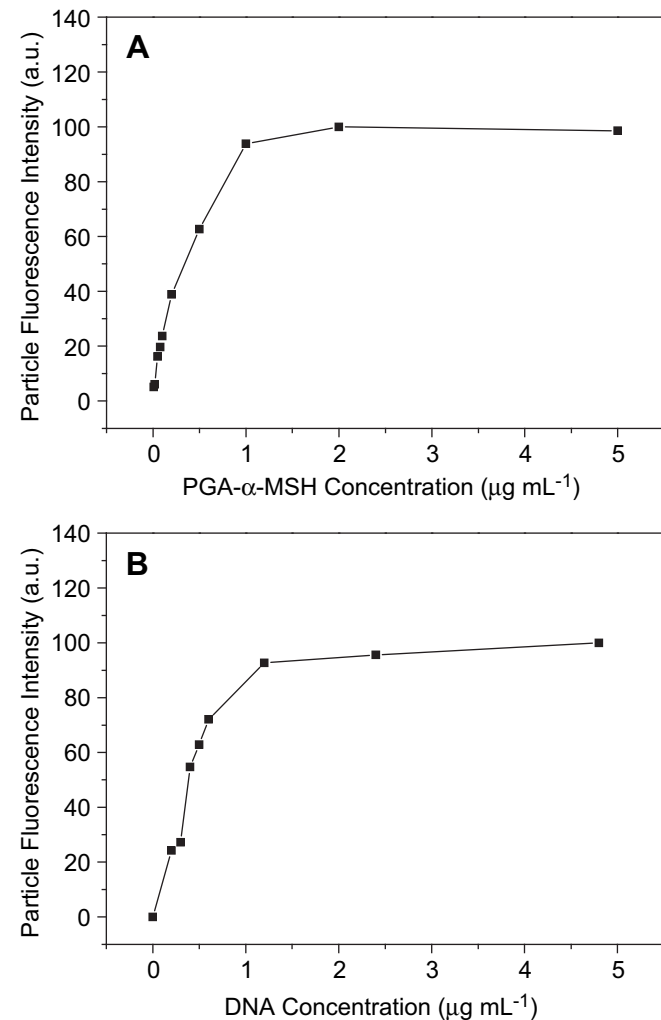 A
Particle Fluorescence Intensity (a.u.)
140
120
100
80
60
40
20
0
0 1 2 3 4 5
PGA-α-MSH Concentration (μg mL⁻¹)
B
Particle Fluorescence Intensity (a.u.)
140
120
100
80
60
40
20
0
0 1 2 3 4 5
DNA Concentration (μg mL⁻¹)